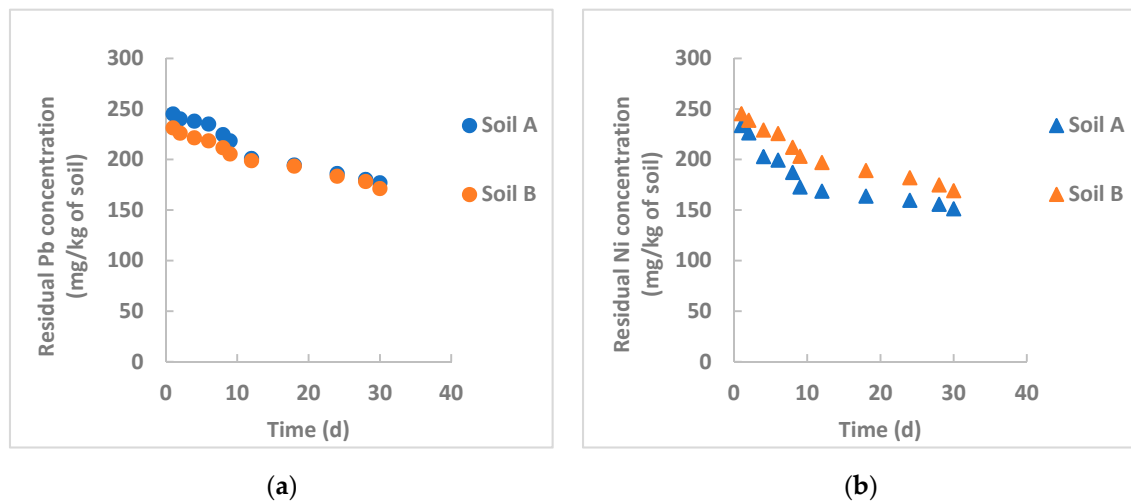 300
250
200
150
100
50
0
0 10 20 30 40
Residual Pb concentration
(mg/kg of soil)
Time (d)
Soil A
Soil B
(a)
300
250
200
150
100
50
0
0 10 20 30 40
Residual Ni concentration
(mg/kg of soil)
Time (d)
Soil A
Soil B
(b)